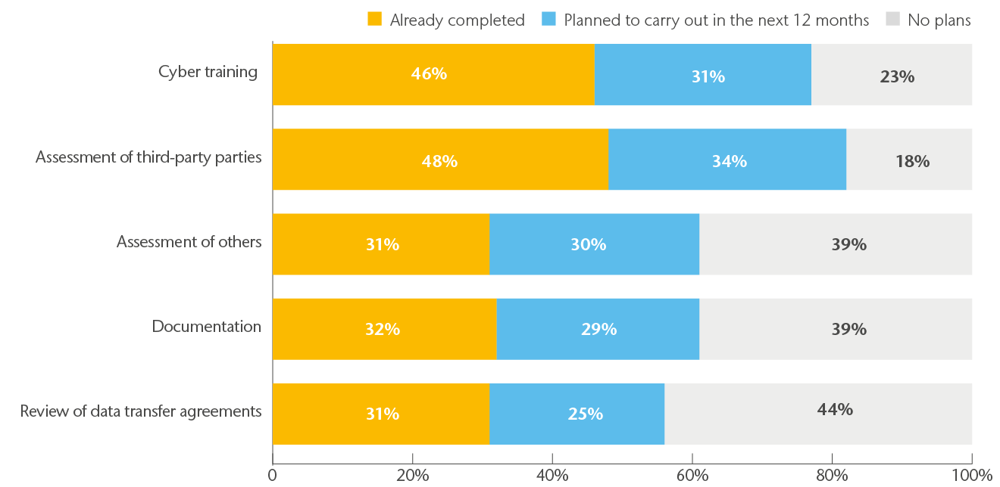 Already completed Planned to carry out in the next 12 months No plans
Cyber training 46% 31% 23%
Assessment of third-party parties 48% 34% 18%
Assessment of others 31% 30% 39%
Documentation 32% 29% 39%
Review of data transfer agreements 31% 25% 44%
0 20% 40% 60% 80% 100%